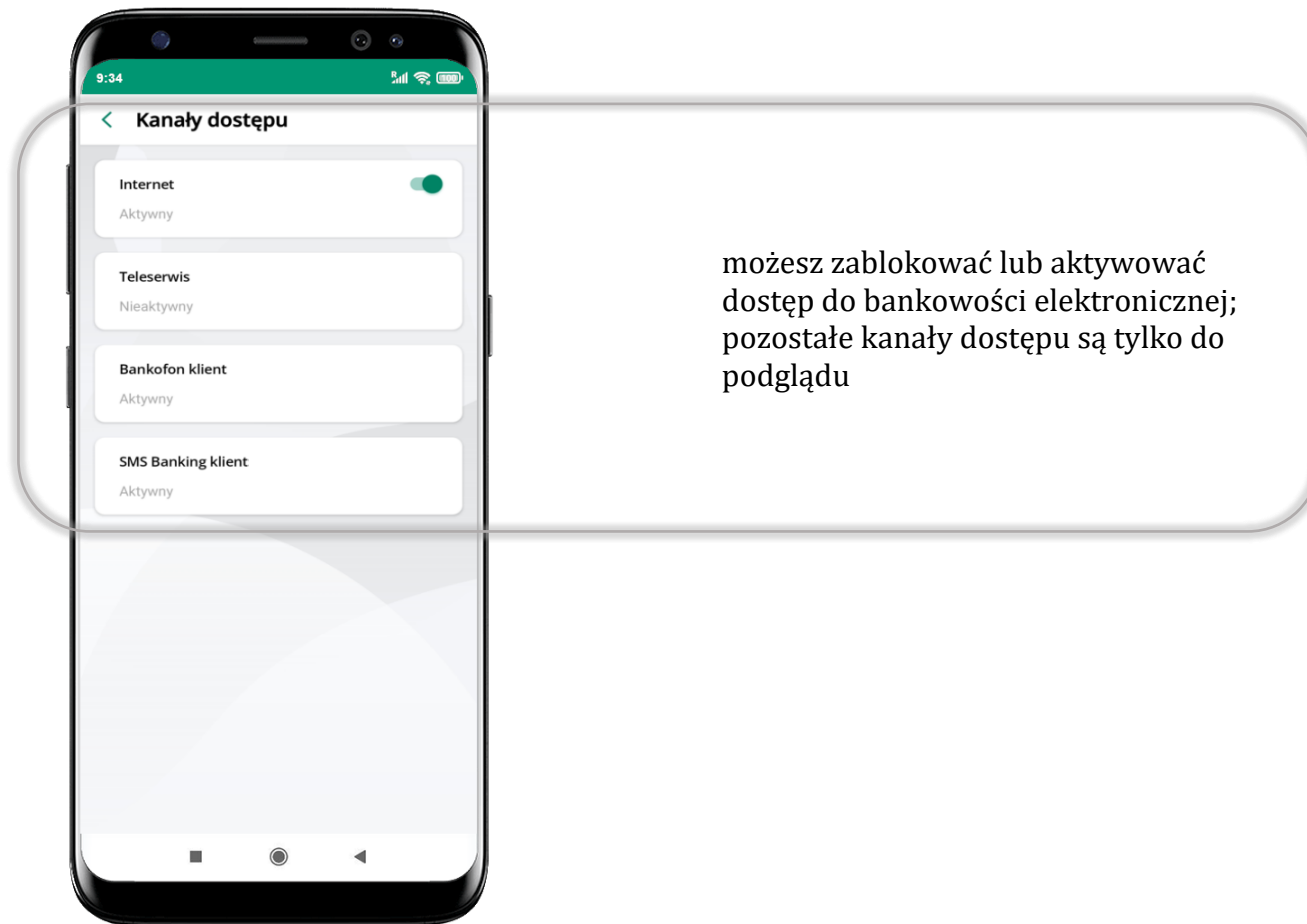 9:34
R
100
Kanały dostępu
Internet
Aktywny
Teleserwis
Nieaktywny
Bankofon klient
Aktywny
SMS Banking klient
Aktywny
możesz zablokować lub aktywować
dostęp do bankowości elektronicznej;
pozostałe kanały dostępu są tylko do
podglądu